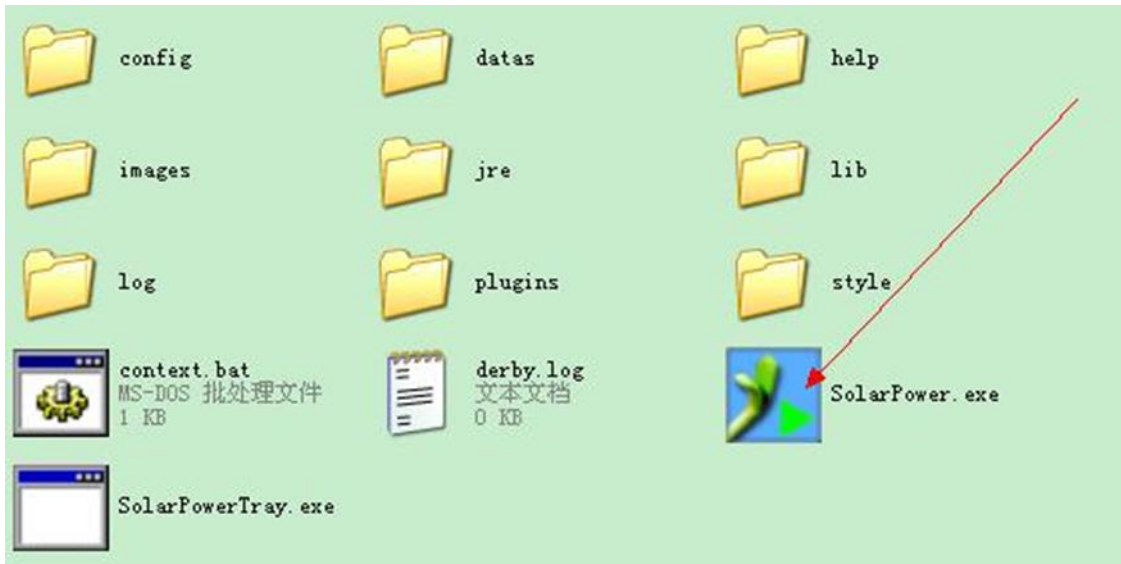 config
datas
help
images
jre
lib
log
plugins
style
context.bat
MS-DOS 批处理文件
1 KB
derby.log
文本文档
0 KB
SolarPower.exe
SolarPowerTray.exe